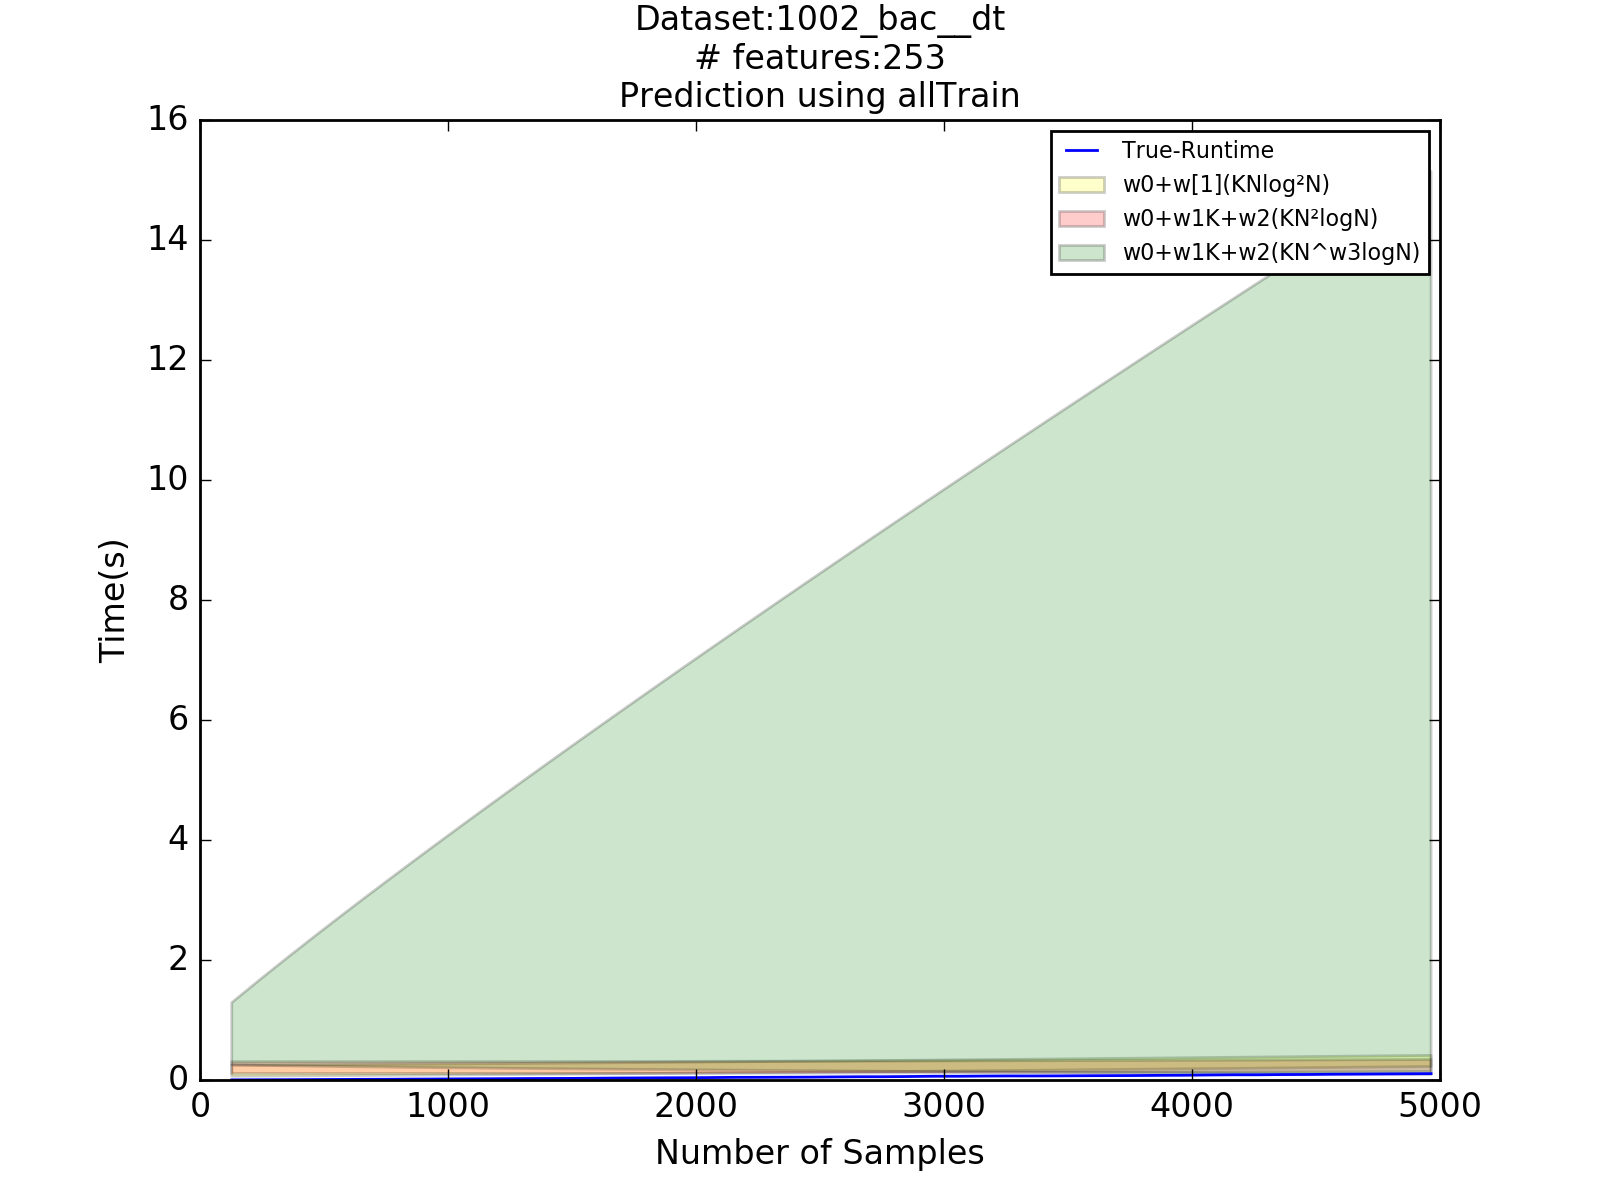 Dataset:1002_bac__dt
# features:253
Prediction using allTrain
16
14
12
10
8
6
4
2
0
Time(s)
True-Runtime
w0+w[1](KNlog²N)
w0+w1K+w2(KN²logN)
w0+w1K+w2(KN^w3logN)
0 1000 2000 3000 4000 5000
Number of Samples